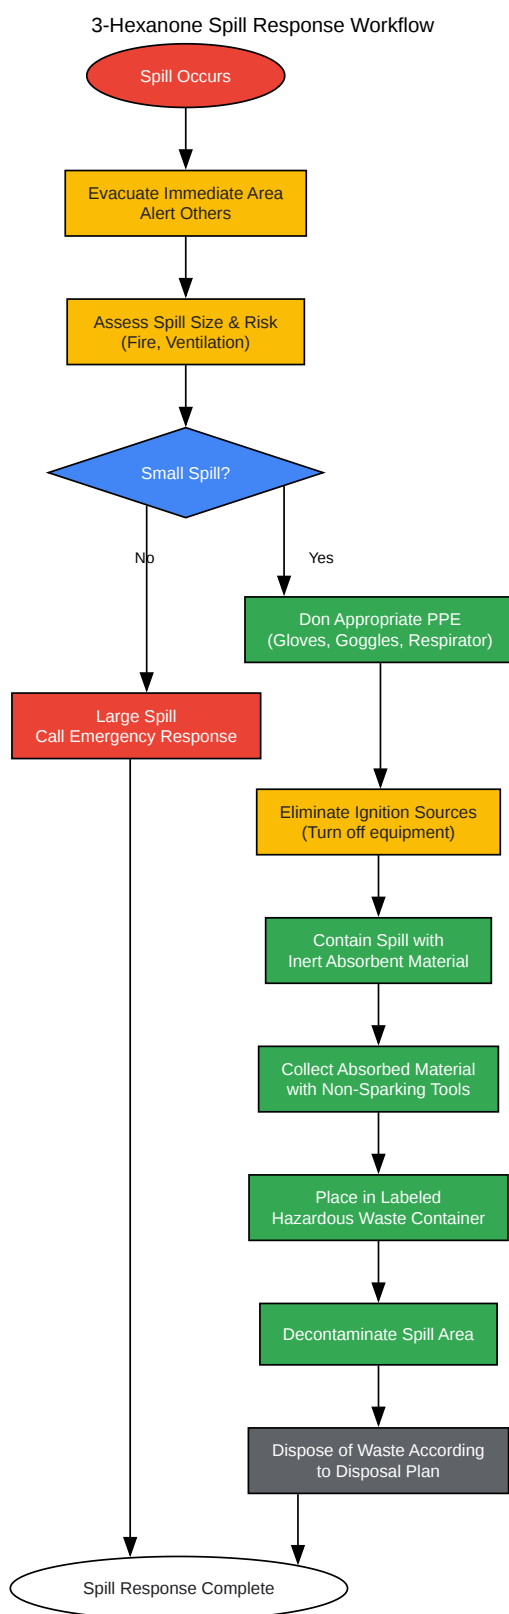 3-Hexanone Spill Response Workflow
Spill Occurs
Evacuate Immediate Area
Alert Others
Assess Spill Size & Risk
(Fire, Ventilation)
Small Spill?
No
Yes
Don Appropriate PPE
(Gloves, Goggles, Respirator)
Large Spill
Call Emergency Response
Eliminate Ignition Sources
(Turn off equipment)
Contain Spill with
Inert Absorbent Material
Collect Absorbed Material
with Non-Sparking Tools
Place in Labeled
Hazardous Waste Container
Decontaminate Spill Area
Dispose of Waste According
to Disposal Plan
Spill Response Complete